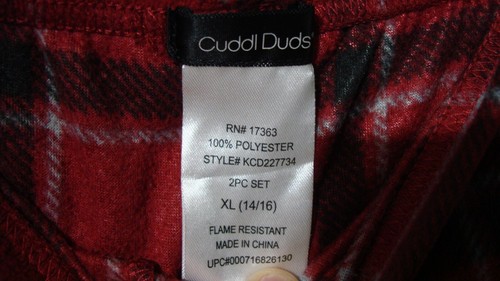 Cuddl Duds®
RN# 17363
100% POLYESTER
STYLE# KCD227734
2PC SET
XL (14/16)
FLAME RESISTANT
MADE IN CHINA
UPC#000716826130